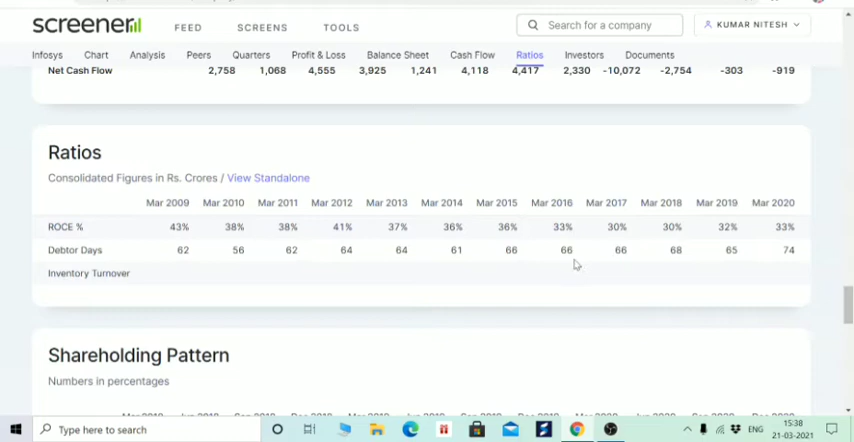 screener
FEED SCREENS TOOLS
Search for a company
KUMAR NITESH
Infosys Chart Analysis Peers Quarters Profit & Loss Balance Sheet Cash Flow Ratios Investors Documents
Net Cash Flow 2,758 1,068 4,555 3,925 1,241 4,118 4,417 2,330 -10,072 -2,754 -303 -919
Ratios
Consolidated Figures in Rs. Crores / View Standalone
Mar 2009 Mar 2010 Mar 2011 Mar 2012 Mar 2013 Mar 2014 Mar 2015 Mar 2016 Mar 2017 Mar 2018 Mar 2019 Mar 2020
ROCE % 43% 38% 38% 41% 37% 36% 36% 33% 30% 30% 32% 33%
Debtor Days 62 56 62 64 64 61 66 66 66 68 65 74
Inventory Turnover
Shareholding Pattern
Numbers in percentages
Type here to search
ENG
15:38
21-03-2021